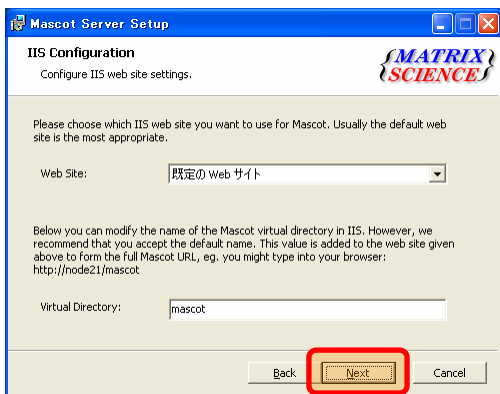 Mascot Server Setup
IIS Configuration
Configure IIS web site settings.
MATRIX
SCIENCE
Please choose which IIS web site you want to use for Mascot. Usually the default web
site is the most appropriate.
Web Site:
既定の Web サイト
Below you can modify the name of the Mascot virtual directory in IIS. However, we
recommend that you accept the default name. This value is added to the web site given
above to form the full Mascot URL, eg. you might type into your browser:
http://node21/mascot
Virtual Directory:
mascot
Back
Next
Cancel